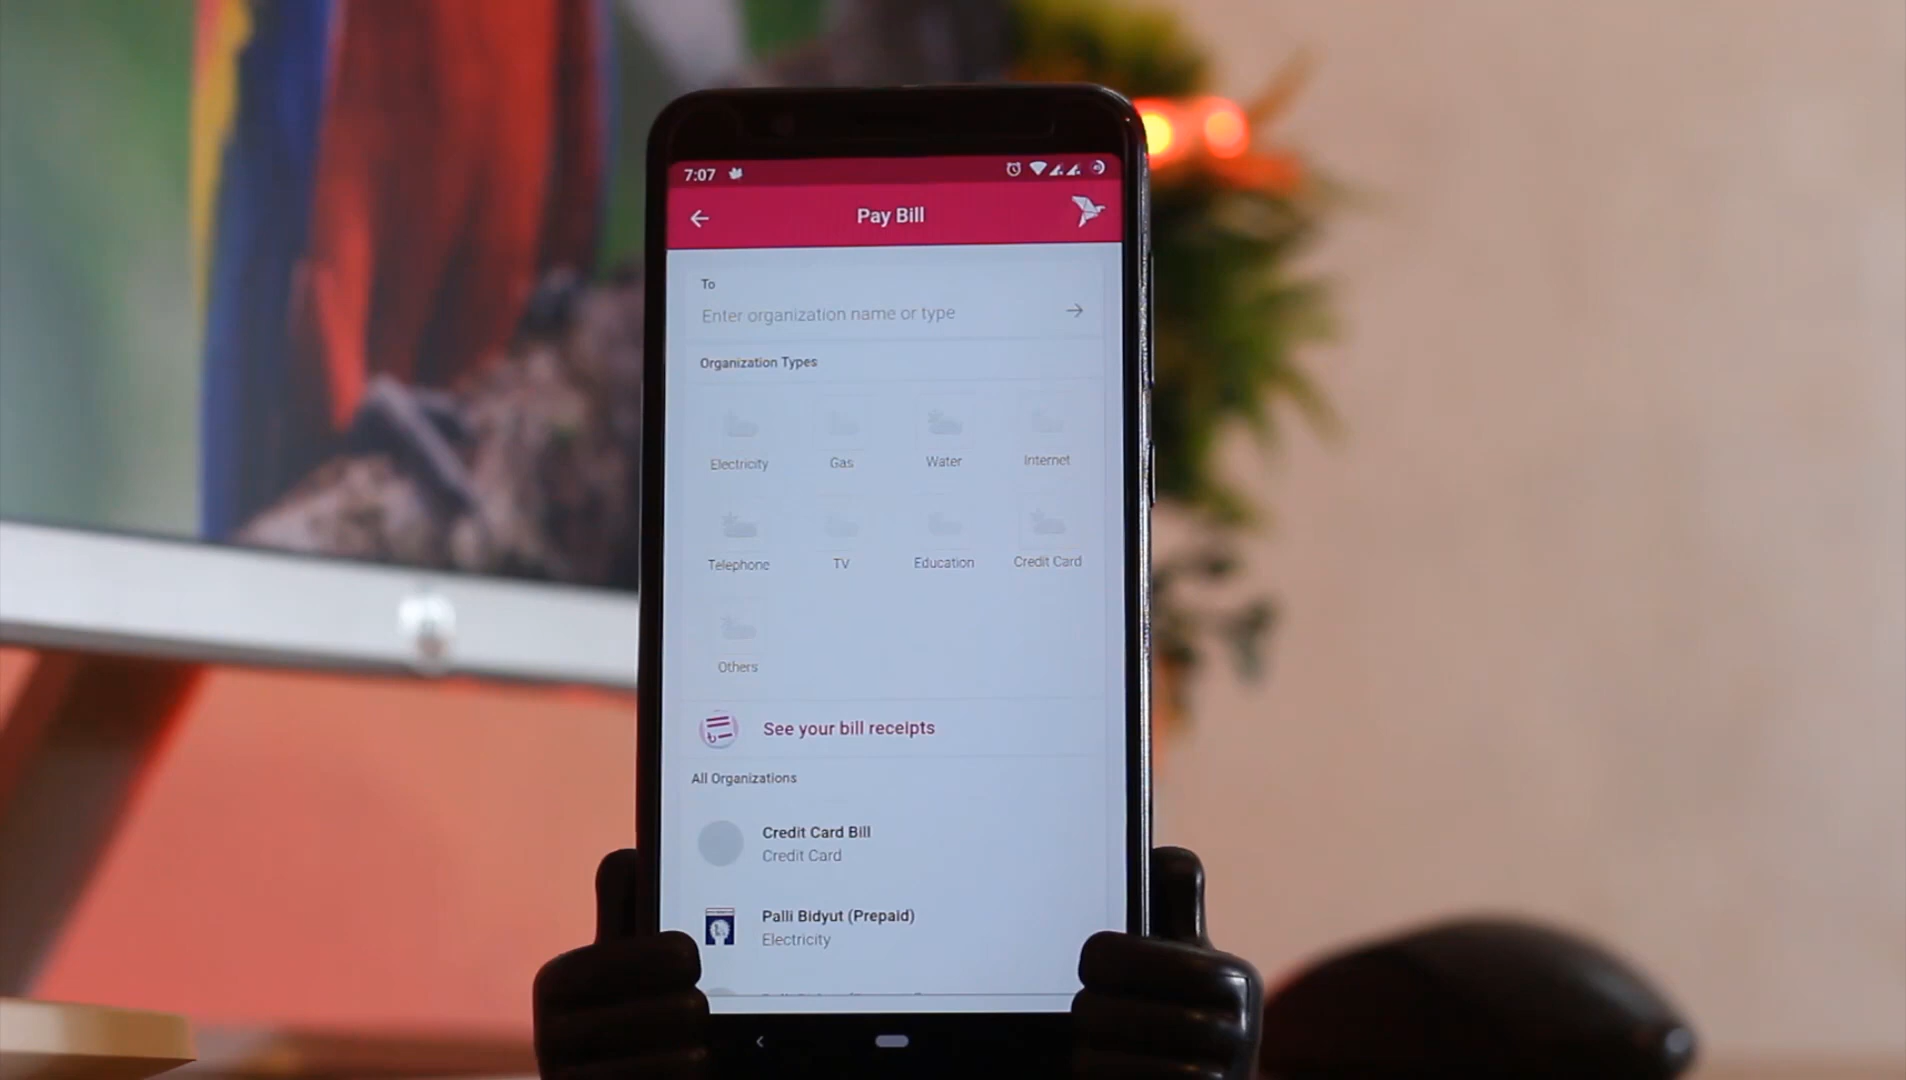 7:07
Pay Bill
To
Enter organization name or type
Organization Types
Electricity Gas Water Internet
Telephone TV Education Credit Card
Others
See your bill receipts
All Organizations
Credit Card Bill
Credit Card
Palli Bidyut (Prepaid)
Electricity